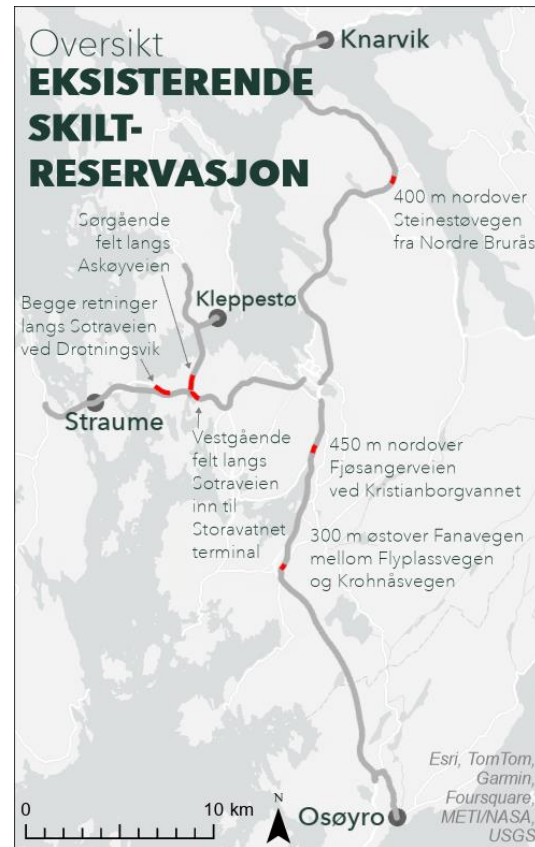 Oversikt
EKSISTERENDE
SKILT-
RESERVASJON
Knarvik
400 m nordover
Steinestøvegen
fra Nordre Brurås
Sørgående
felt langs
Askøyveien
Kleppestø
Begge retninger
langs Sotraveien
ved Drotningsvik
Straume
Vestgående
felt langs
Sotraveien
inn til
Storavatnet
terminal
450 m nordover
Fjøsangerveien
ved Kristianborgvannet
300 m østover Fanavegen
mellom Flyplassvegen
og Krohnåsvegen
Esri, TomTom,
Garmin,
Foursquare,
METI/NASA,
USGS
0 10 km
N
Osøyro